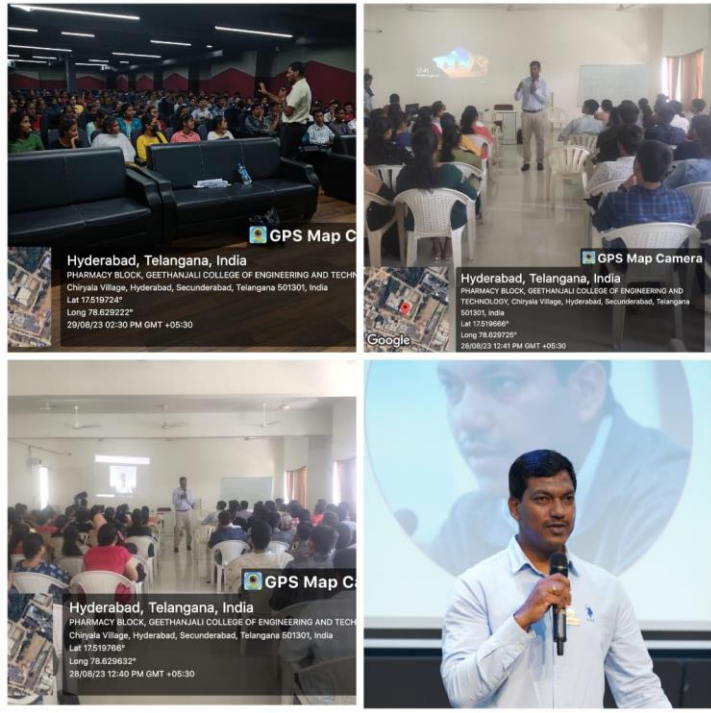 GPS Map C
Hyderabad, Telangana, India
PHARMACY BLOCK, GEETHANJALI COLLEGE OF ENGINEERING AND TECHN
Chiryala Village, Hyderabad, Secunderabad, Telangana 501301, India
Lat 17.519724°
Long 78.629222°
29/08/23 02:30 PM GMT +05:30
12:41
GPS Map Camera
Google
Hyderabad, Telangana, India
PHARMACY BLOCK, GEETHANJALI COLLEGE OF ENGINEERING AND
TECHNOLOGY, Chiryala Village, Hyderabad, Secunderabad, Telangana
501301, India
Lat 17.519666°
Long 78.629725°
28/08/23 12:41 PM GMT +05:30
GPS Map Ca
Hyderabad, Telangana, India
PHARMACY BLOCK, GEETHANJALI COLLEGE OF ENGINEERING AND TECH
Chiryala Village, Hyderabad, Secunderabad, Telangana 501301, India
Lat 17.519766°
Long 78.629632°
28/08/23 12:40 PM GMT +05:30